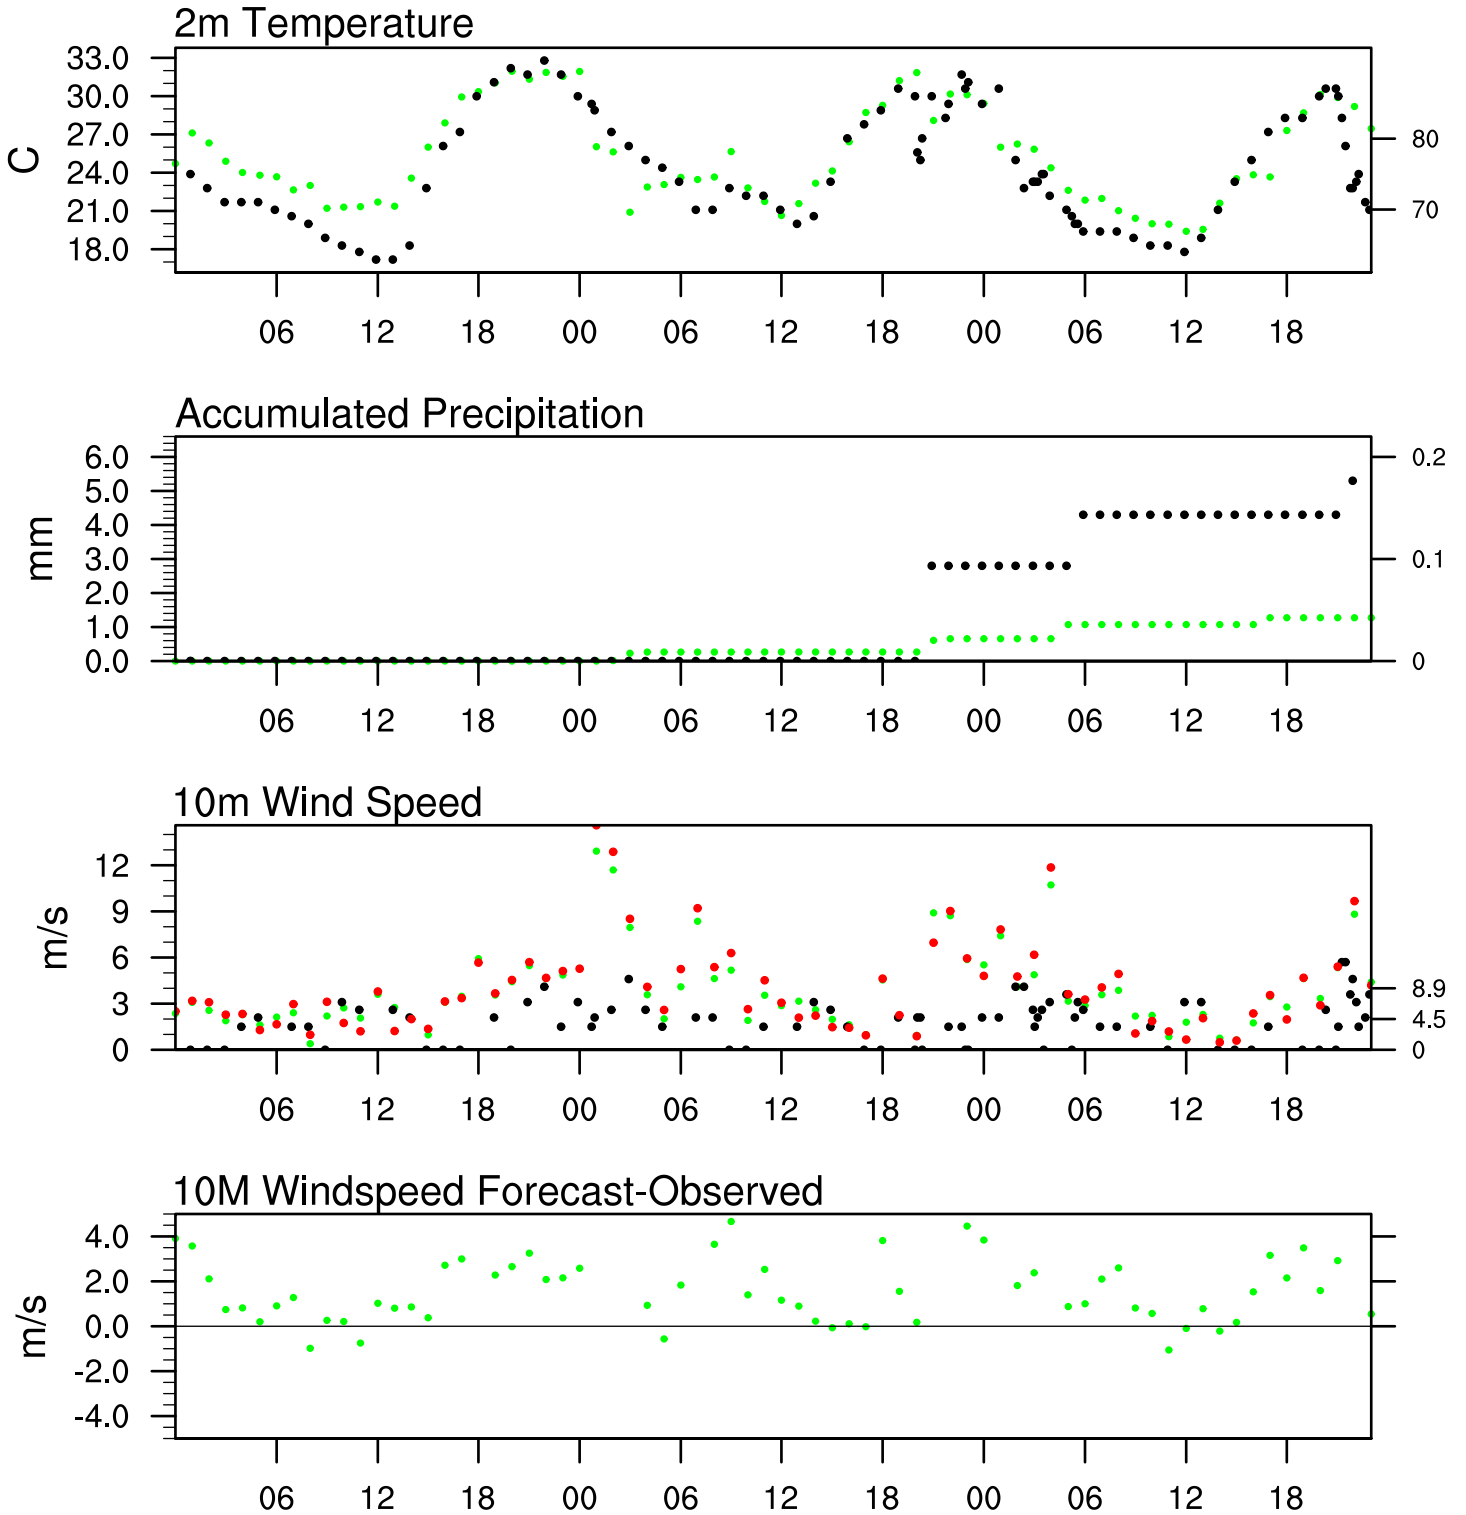 2m Temperature
33.0
30.0
27.0
24.0
21.0
18.0
C
80
70
06 12 18 00 06 12 18 00 06 12 18
Accumulated Precipitation
6.0
5.0
4.0
3.0
2.0
1.0
0.0
mm
0.2
0.1
0
06 12 18 00 06 12 18 00 06 12 18
10m Wind Speed
12
9
6
3
0
m/s
8.9
4.5
0
06 12 18 00 06 12 18 00 06 12 18
10M Windspeed Forecast-Observed
4.0
2.0
0.0
-2.0
-4.0
m/s
06 12 18 00 06 12 18 00 06 12 18